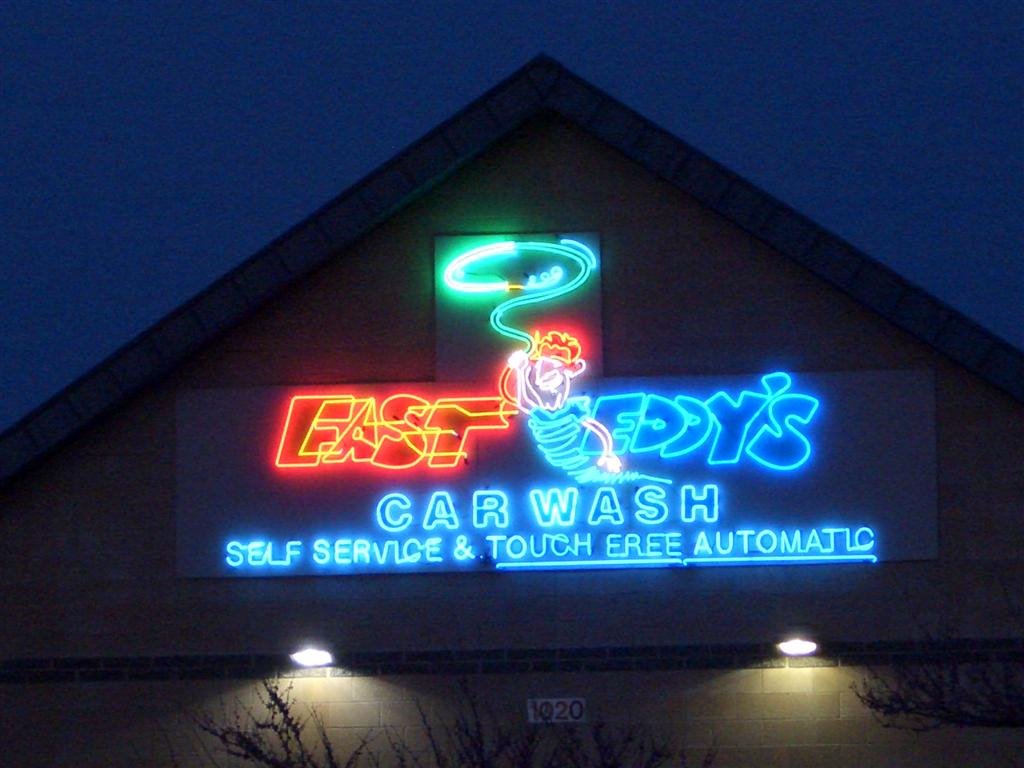 FAST EDDY'S
CAR WASH
SELF SERVICE & TOUCH FREE AUTOMATIC
1020